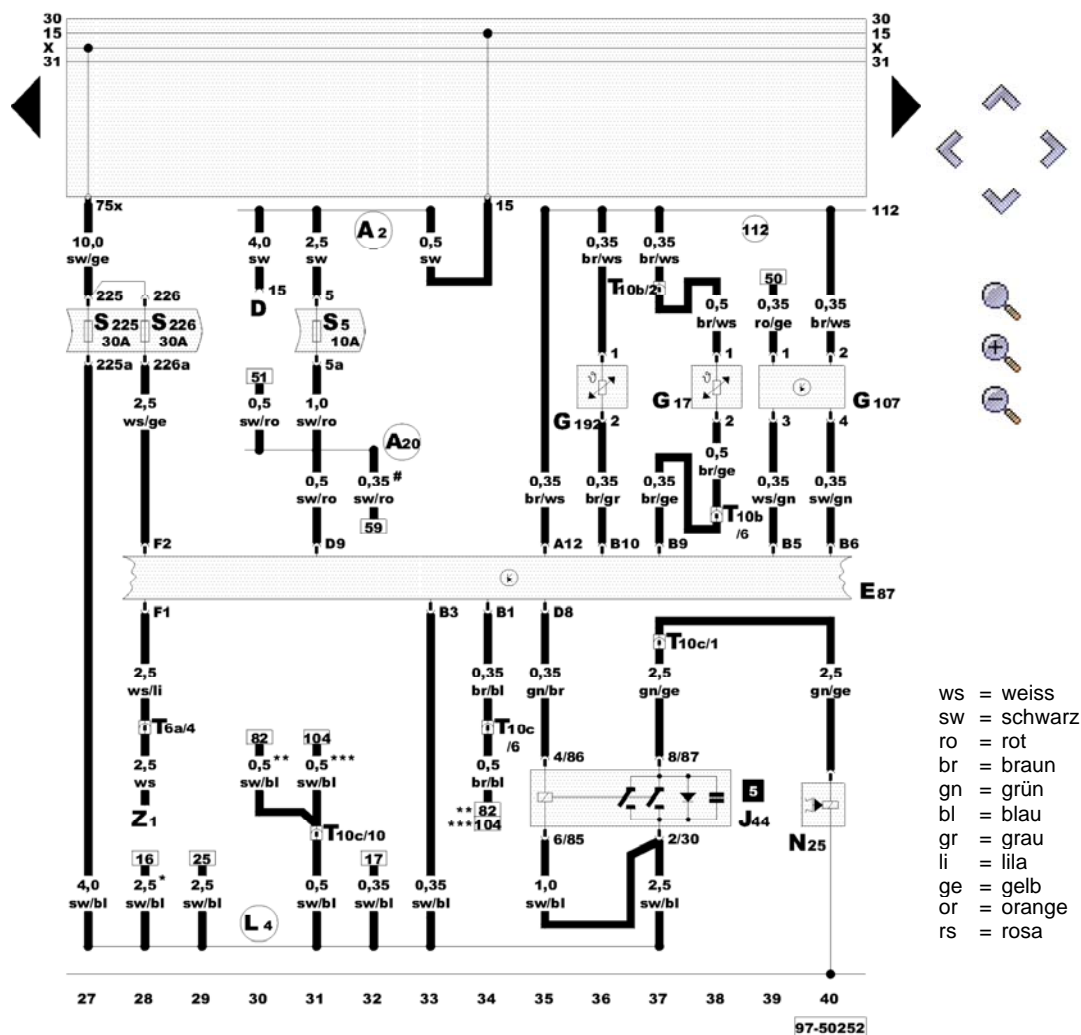 30 30
15 15
X X
31 31
75x 15 112
A 2 112
10,0 4,0 2,5 0,5 0,35 0,35
sw/ge sw sw sw br/ws br/ws
50
225 226 15 5 T10b/2
D
S 225 S 226 S 5 0,5 0,35 0,35
30A 30A 10A br/ws ro/ge br/ws
225a 226a 5a 1 1 1 2
51
2,5 0,5 1,0 G 192 2 G 17 2 3 G 107 4
ws/ge sw/ro sw/ro
A20
0,5
br/ge
0,5 0,35 # 0,35 0,35 0,35 0,35 0,35
sw/ro sw/ro br/ws br/gr br/ge ws/gn sw/gn
59 T10b
/6
F2 D9 A12 B10 B9 B5 B6
E87
F1 B3 B1 D8
T10c/1
2,5 0,35 0,35 2,5 2,5
ws/li br/bl gn/br gn/ge gn/ge
T6a/4 T10c
/6
82 104
2,5 0,5 ** 0,5 *** 0,5 4/86 8/87
ws sw/bl sw/bl br/bl
5
Z1 ** 82 J44
*** 104
T10c/10 6/85 2/30 N25
16 25 17
4,0 2,5 * 2,5 0,5 0,35 0,35 1,0 2,5
sw/bl sw/bl sw/bl sw/bl sw/bl sw/bl sw/bl sw/bl
L 4
27 28 29 30 31 32 33 34 35 36 37 38 39 40
97-50252
ws = weiss
sw = schwarz
ro = rot
br = braun
gn = grün
bl = blau
gr = grau
li = lila
ge = gelb
or = orange
rs = rosa